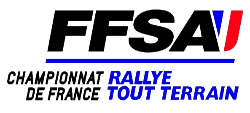 FFSA
CHAMPIONNAT RALLYE
DE FRANCE TOUT TERRAIN